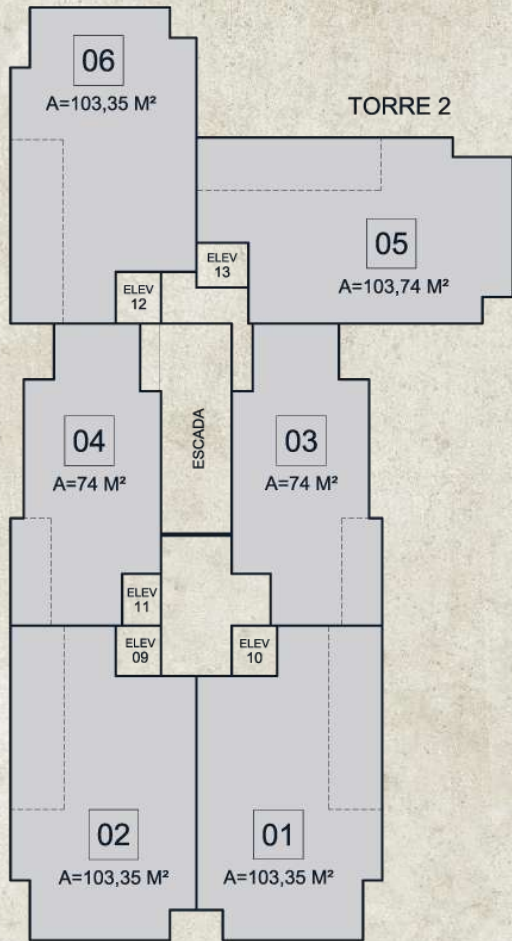 06
A=103,35 M²
TORRE 2
05
A=103,74 M²
ELEV
13
ELEV
12
ESCADA
04
A=74 M²
03
A=74 M²
ELEV
11
ELEV
09
ELEV
10
02
A=103,35 M²
01
A=103,35 M²